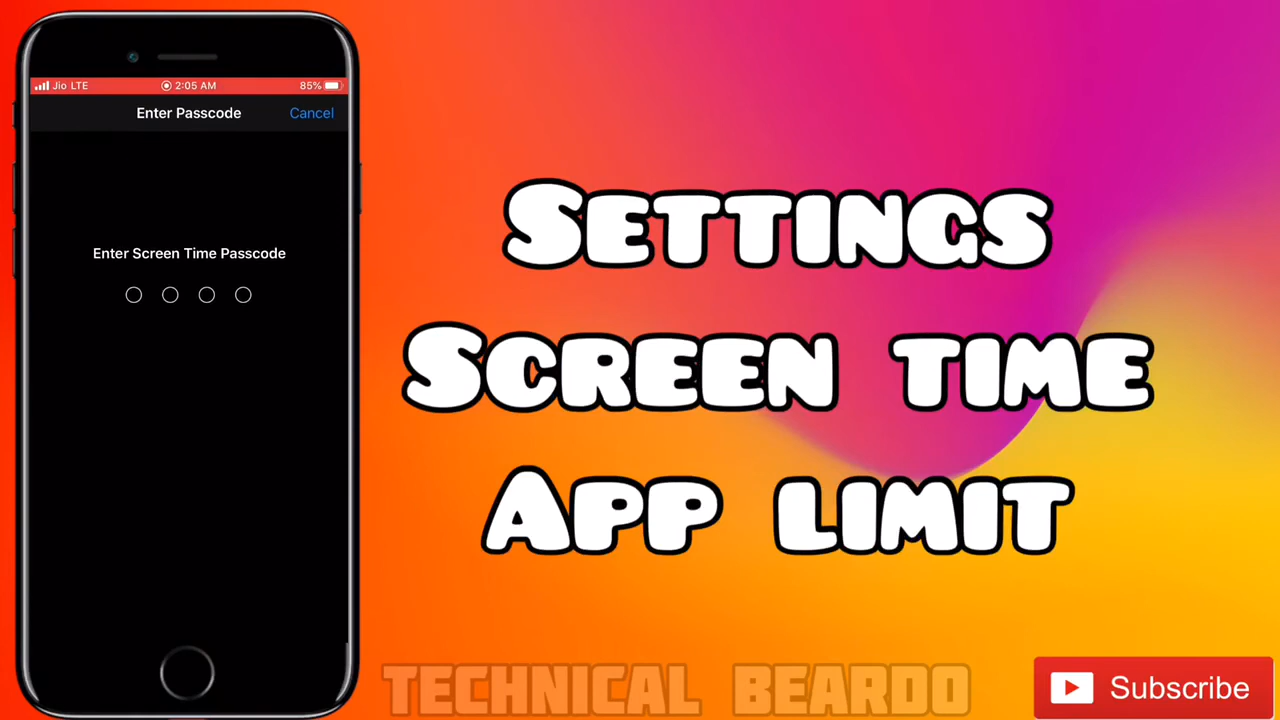 Jio LTE 2:05 AM 85%
Enter Passcode Cancel
Enter Screen Time Passcode
Settings
Screen time
App limit
TECHNICAL BEARDO
Subscribe